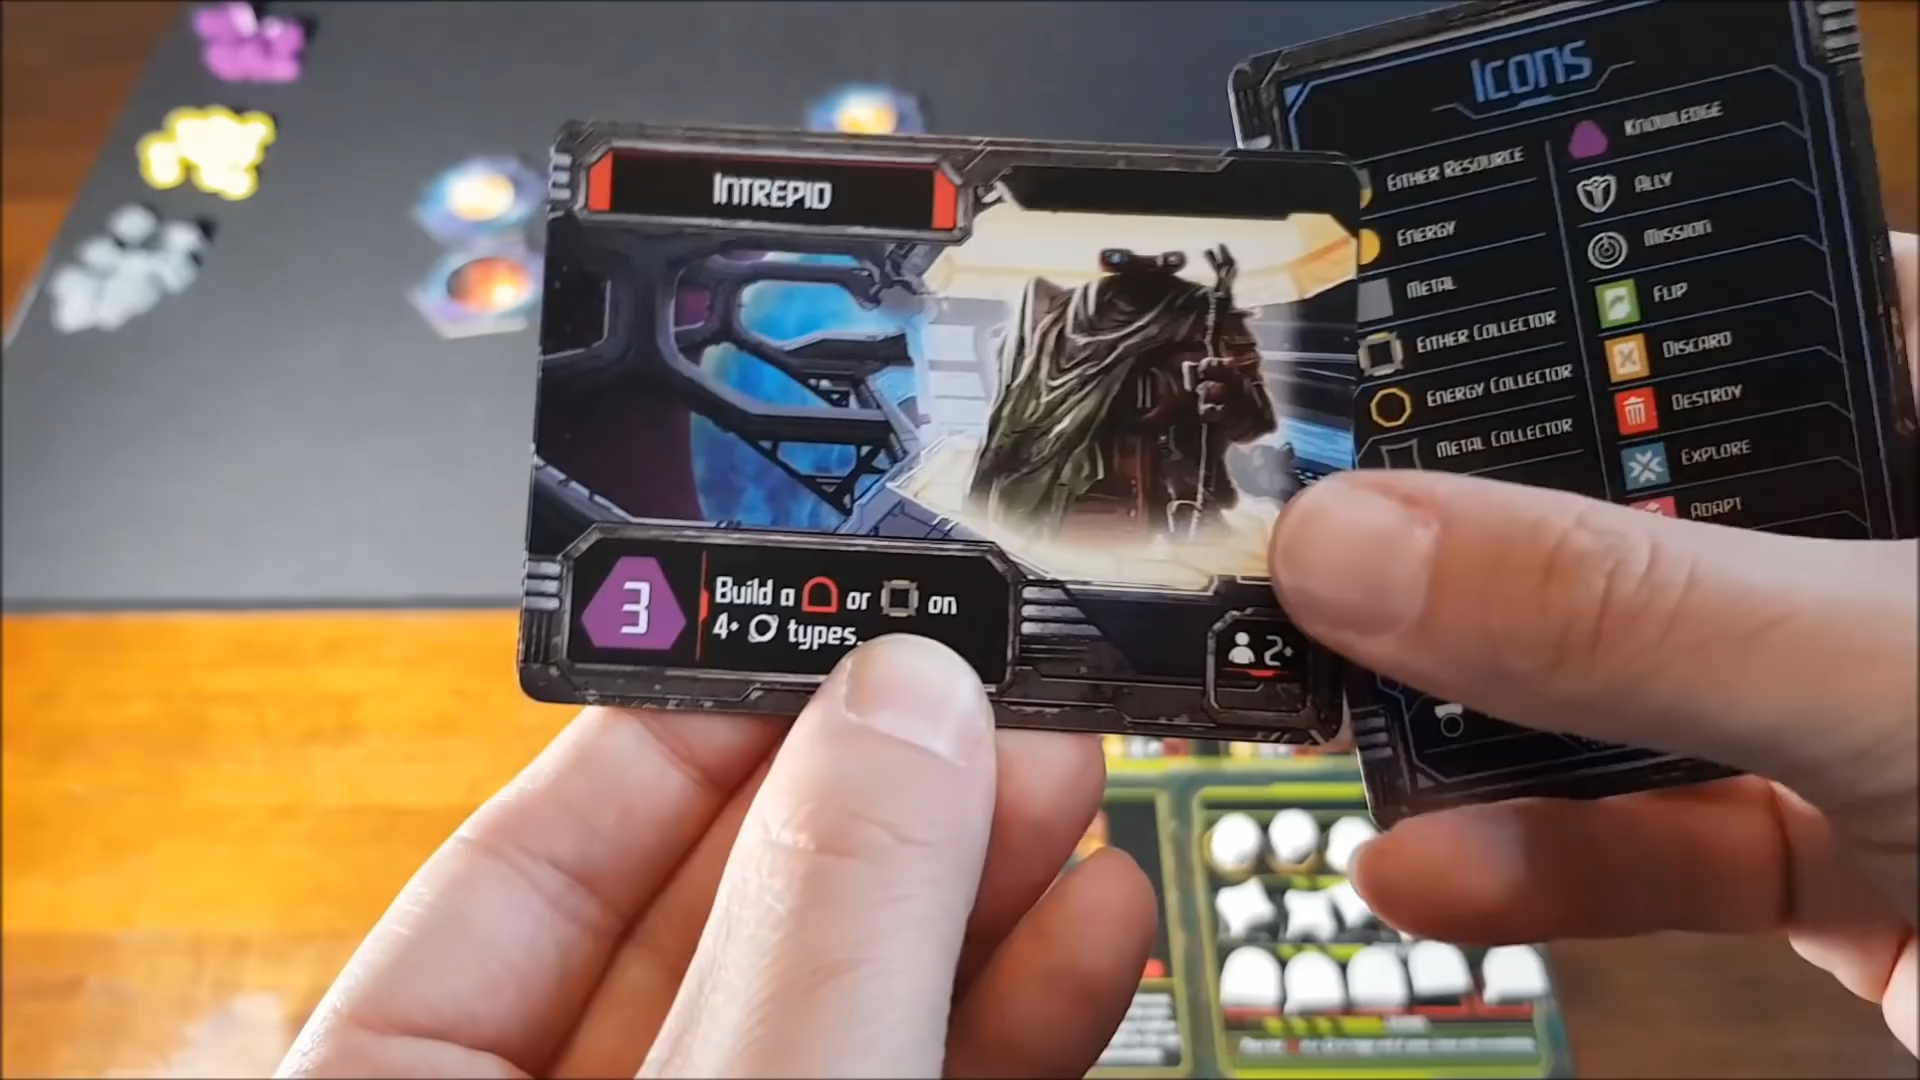 INTREPID
3
Build a or on
4+ types.
2+
ICONS
EITHER RESOURCE
ENERGY
METAL
EITHER COLLECTOR
ENERGY COLLECTOR
METAL COLLECTOR
KNOWLEDGE
ALLY
MISSION
FLIP
DISCARD
DESTROY
EXPLORE
ADAPT